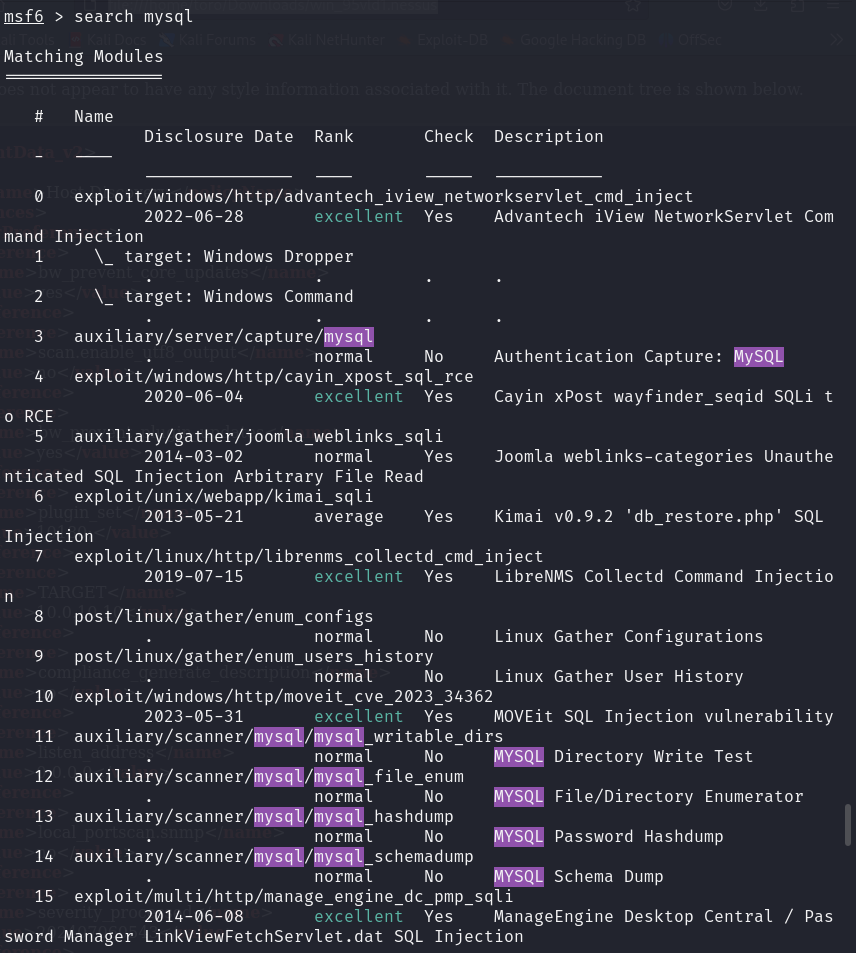 msf6 > search mysql
Matching Modules
================
# Name
Disclosure Date Rank Check Description
- ----
--------------- ---- ----- -----------
0 exploit/windows/http/advantech_iview_networkservlet_cmd_inject
2022-06-28 excellent Yes Advantech iView NetworkServlet Com
mand Injection
1 \_ target: Windows Dropper
. . . .
2 \_ target: Windows Command
. . . .
3 auxiliary/server/capture/mysql
. normal No Authentication Capture: MySQL
4 exploit/windows/http/cayin_xpost_sql_rce
2020-06-04 excellent Yes Cayin xPost wayfinder_seqid SQLi t
o RCE
5 auxiliary/gather/joomla_weblinks_sqli
2014-03-02 normal Yes Joomla weblinks-categories Unauthe
nticated SQL Injection Arbitrary File Read
6 exploit/unix/webapp/kimai_sqli
2013-05-21 average Yes Kimai v0.9.2 'db_restore.php' SQL
Injection
7 exploit/linux/http/librenms_collectd_cmd_inject
2019-07-15 excellent Yes LibreNMS Collectd Command Injectio
n
8 post/linux/gather/enum_configs
. normal No Linux Gather Configurations
9 post/linux/gather/enum_users_history
. normal No Linux Gather User History
10 exploit/windows/http/moveit_cve_2023_34362
2023-05-31 excellent Yes MOVEit SQL Injection vulnerability
11 auxiliary/scanner/mysql/mysql_writable_dirs
. normal No MYSQL Directory Write Test
12 auxiliary/scanner/mysql/mysql_file_enum
. normal No MYSQL File/Directory Enumerator
13 auxiliary/scanner/mysql/mysql_hashdump
. normal No MYSQL Password Hashdump
14 auxiliary/scanner/mysql/mysql_schemadump
. normal No MYSQL Schema Dump
15 exploit/multi/http/manage_engine_dc_pmp_sqli
2014-06-08 excellent Yes ManageEngine Desktop Central / Pas
sword Manager LinkViewFetchServlet.dat SQL Injection